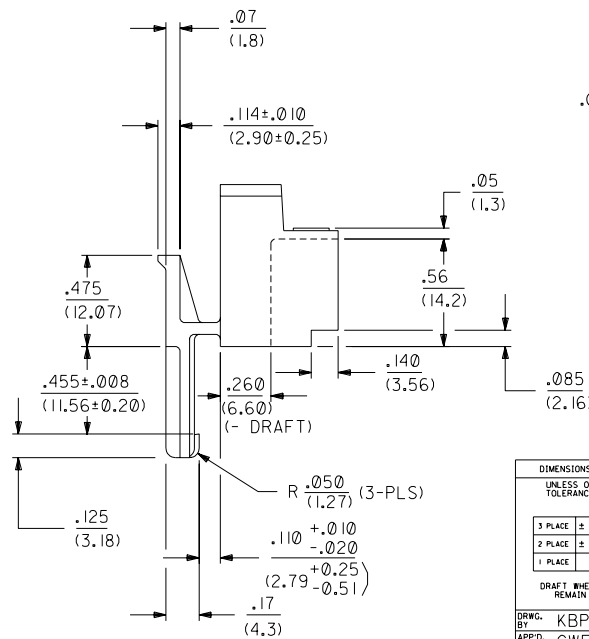 .07
(1.8)
.0
.114±.010
(2.90±0.25)
.05
(1.3)
.475
(12.07)
.56
(14.2)
.455±.008
(11.56±0.20)
.260
(6.60)
(- DRAFT)
.140
(3.56)
.085
(2.16)
R .050 (3-PLS)
(1.27)
.125
(3.18)
.110 +.010
-.020
(2.79 +0.25
-0.51)
.17
(4.3)
DIMENSIONS
UNLESS O
TOLERANC
3 PLACE ±
2 PLACE ±
1 PLACE
DRAFT WHE
REMAIN
DRWG. BY KBP
APP'D.